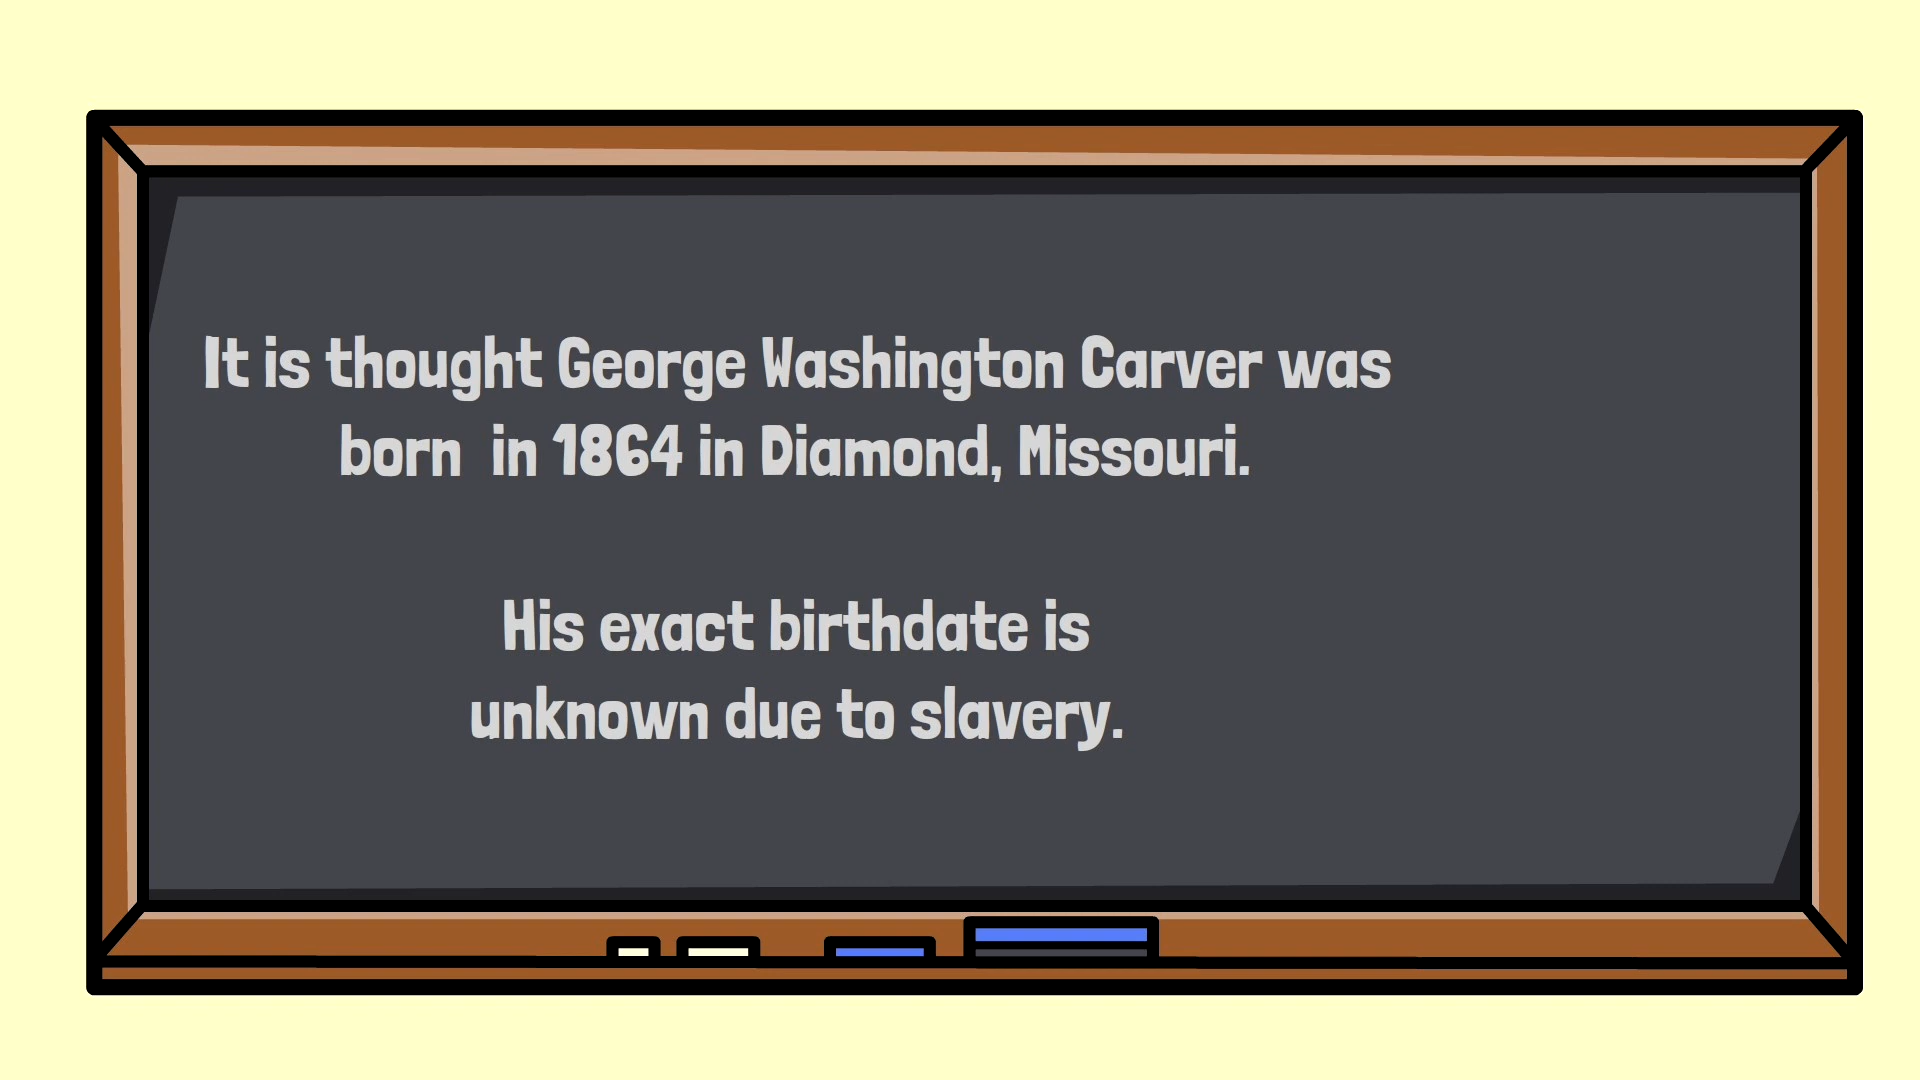 It is thought George Washington Carver was
born  in 1864 in Diamond, Missouri.
His exact birthdate is
unknown due to slavery.